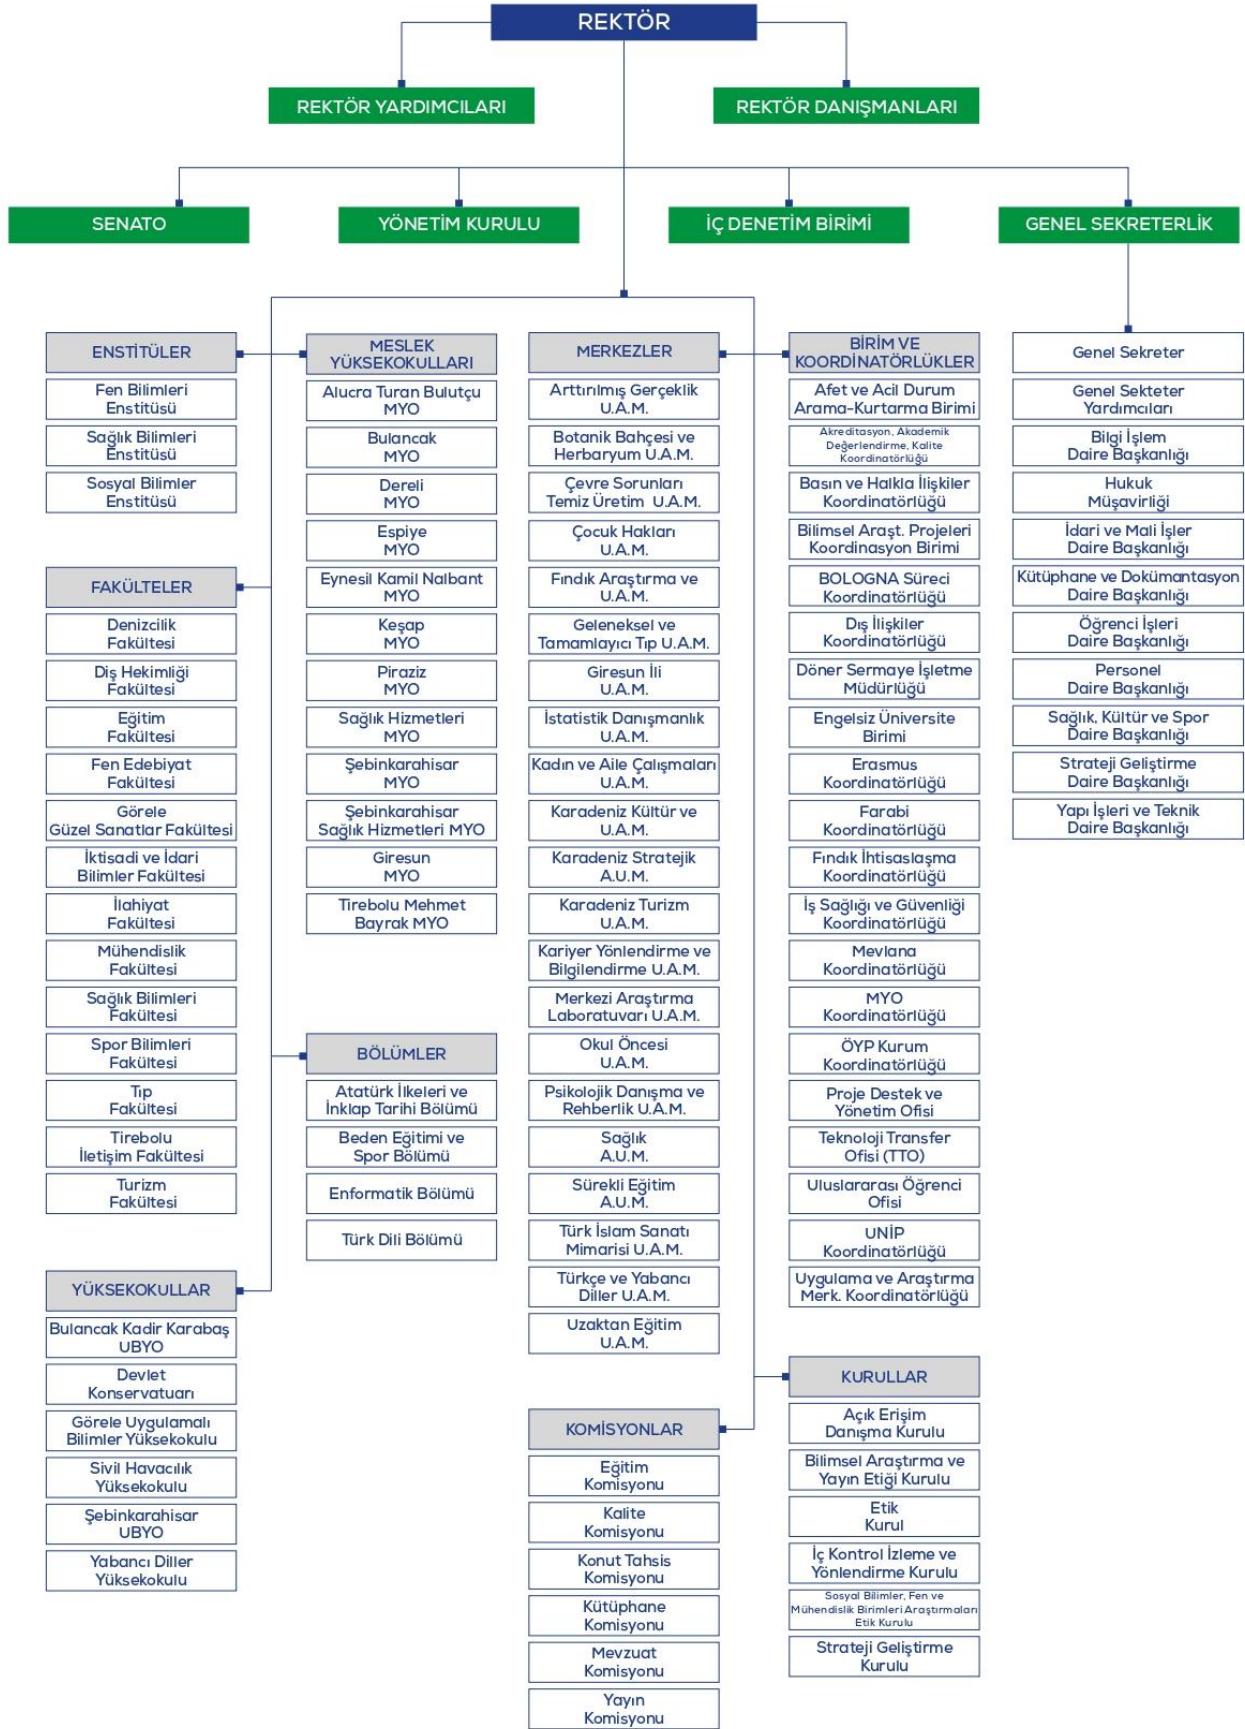 REKTÖR
REKTÖR YARDIMCILARI
REKTÖR DANIŞMANLARI
SENATO
YÖNETİM KURULU
İÇ DENETİM BİRİMİ
GENEL SEKRETERLİK
ENSTİTÜLER
Fen Bilimleri
Enstitüsü
Sağlık Bilimleri
Enstitüsü
Sosyal Bilimler
Enstitüsü
FAKÜLTELER
Denizcilik
Fakültesi
Diş Hekimliği
Fakültesi
Eğitim
Fakültesi
Fen Edebiyat
Fakültesi
Görele
Güzel Sanatlar Fakültesi
İktisadi ve İdari
Bilimler Fakültesi
İlahiyat
Fakültesi
Mühendislik
Fakültesi
Sağlık Bilimleri
Fakültesi
Spor Bilimleri
Fakültesi
Tıp
Fakültesi
Tirebolu
İletişim Fakültesi
Turizm
Fakültesi
YÜKSEKOKULLAR
Bulancak Kadir Karabaş
UBYO
Devlet
Konservatuarı
Görele Uygulamalı
Bilimler Yüksekokulu
Sivil Havacılık
Yüksekokulu
Şebinkarahisar
UBYO
Yabancı Diller
Yüksekokulu
MESLEK
YÜKSEKOKULLARI
Alucra Turan Bulutçu
MYO
Bulancak
MYO
Dereli
MYO
Espiye
MYO
Eynesil Kamil Nalbant
MYO
Keşap
MYO
Piraziz
MYO
Sağlık Hizmetleri
MYO
Şebinkarahisar
MYO
Şebinkarahisar
Sağlık Hizmetleri MYO
Giresun
MYO
Tirebolu Mehmet
Bayrak MYO
BÖLÜMLER
Atatürk İlkeleri ve
İnklap Tarihi Bölümü
Beden Eğitimi ve
Spor Bölümü
Enformatik Bölümü
Türk Dili Bölümü
MERKEZLER
Arttırılmış Gerçeklik
U.A.M.
Botanik Bahçesi ve
Herbaryum U.A.M.
Çevre Sorunları
Temiz Üretim U.A.M.
Çocuk Hakları
U.A.M.
Fındık Araştırma ve
U.A.M.
Geleneksel ve
Tamamlayıcı Tıp U.A.M.
Giresun İli
U.A.M.
İstatistik Danışmanlık
U.A.M.
Kadın ve Aile Çalışmaları
U.A.M.
Karadeniz Kültür ve
U.A.M.
Karadeniz Stratejik
A.U.M.
Karadeniz Turizm
U.A.M.
Kariyer Yönlendirme ve
Bilgilendirme U.A.M.
Merkezi Araştırma
Laboratuvarı U.A.M.
Okul Öncesi
U.A.M.
Psikolojik Danışma ve
Rehberlik U.A.M.
Sağlık
A.U.M.
Sürekli Eğitim
A.U.M.
Türk İslam Sanatı
Mimarisi U.A.M.
Türkçe ve Yabancı
Diller U.A.M.
Uzaktan Eğitim
U.A.M.
KOMİSYONLAR
Eğitim
Komisyonu
Kalite
Komisyonu
Konut Tahsis
Komisyonu
Kütüphane
Komisyonu
Mevzuat
Komisyonu
Yayın
Komisyonu
BİRİM VE
KOORDİNATÖRLÜKLER
Afet ve Acil Durum
Arama-Kurtarma Birimi
Akreditasyon, Akademik
Değerlendirme, Kalite
Koordinatörlüğü
Basın ve Halkla İlişkiler
Koordinatörlüğü
Bilimsel Araşt. Projeleri
Koordinasyon Birimi
BOLOGNA Süreci
Koordinatörlüğü
Dış İlişkiler
Koordinatörlüğü
Döner Sermaye İşletme
Müdürlüğü
Engelsiz Üniversite
Birimi
Erasmus
Koordinatörlüğü
Farabi
Koordinatörlüğü
Fındık İhtisaslaşma
Koordinatörlüğü
İş Sağlığı ve Güvenliği
Koordinatörlüğü
Mevlana
Koordinatörlüğü
MYO
Koordinatörlüğü
ÖYP Kurum
Koordinatörlüğü
Proje Destek ve
Yönetim Ofisi
Teknoloji Transfer
Ofisi (TTO)
Uluslararası Öğrenci
Ofisi
UNİP
Koordinatörlüğü
Uygulama ve Araştırma
Merk. Koordinatörlüğü
KURULLAR
Açık Erişim
Danışma Kurulu
Bilimsel Araştırma ve
Yayın Etiği Kurulu
Etik
Kurul
İç Kontrol İzleme ve
Yönlendirme Kurulu
Sosyal Bilimler, Fen ve
Mühendislik Birimleri Araştırmaları
Etik Kurulu
Strateji Geliştirme
Kurulu
Genel Sekreter
Genel Sekteter
Yardımcıları
Bilgi İşlem
Daire Başkanlığı
Hukuk
Müşavirliği
İdari ve Mali İşler
Daire Başkanlığı
Kütüphane ve Dokümantasyon
Daire Başkanlığı
Öğrenci İşleri
Daire Başkanlığı
Personel
Daire Başkanlığı
Sağlık, Kültür ve Spor
Daire Başkanlığı
Strateji Geliştirme
Daire Başkanlığı
Yapı İşleri ve Teknik
Daire Başkanlığı